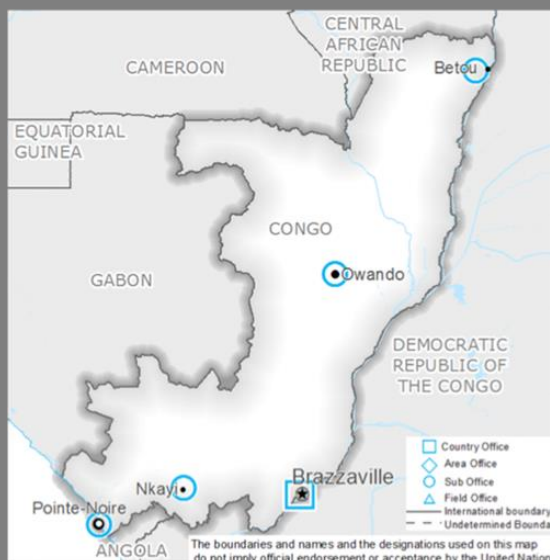 CENTRAL
AFRICAN
REPUBLIC
CAMEROON
Betou
EQUATORIAL
GUINEA
CONGO
GABON
Owando
DEMOCRATIC
REPUBLIC OF
THE CONGO
Country Office
Area Office
Sub Office
Field Office
International boundary
Undetermined Bounda
Brazzaville
Nkayi
Pointe-Noire
ANGOLA
The boundaries and names and the designations used on this map
do not imply official endorsement or acceptance by the United Nation